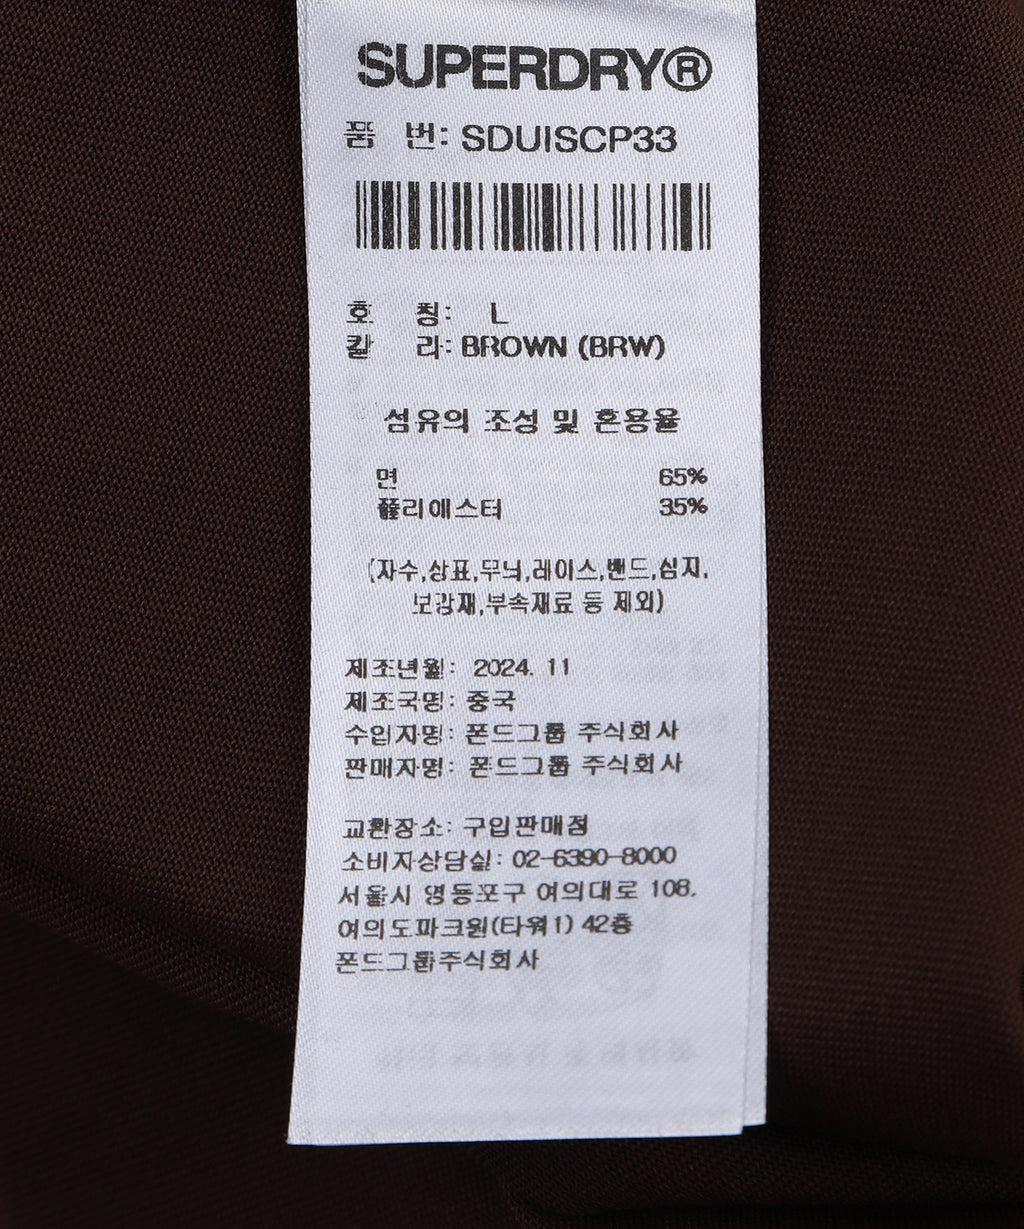 SUPERDRY®
품 번: SDUISCP33
호 칭: L
칼 라: BROWN (BRW)
섬유의 조성 및 혼용율
면 65%
폴리에스터 35%
(자수,상표,무늬,레이스,밴드,심지,
보강재,부속재료 등 제외)
제조년월: 2024. 11
제조국명: 중국
수입자명: 폰드그룹 주식회사
판매자명: 폰드그룹 주식회사
교환장소: 구입판매점
소비자상담실: 02-6390-8000
서울시 영등포구 여의대로 108.
여의도파크원(타워1) 42층
폰드그룹주식회사